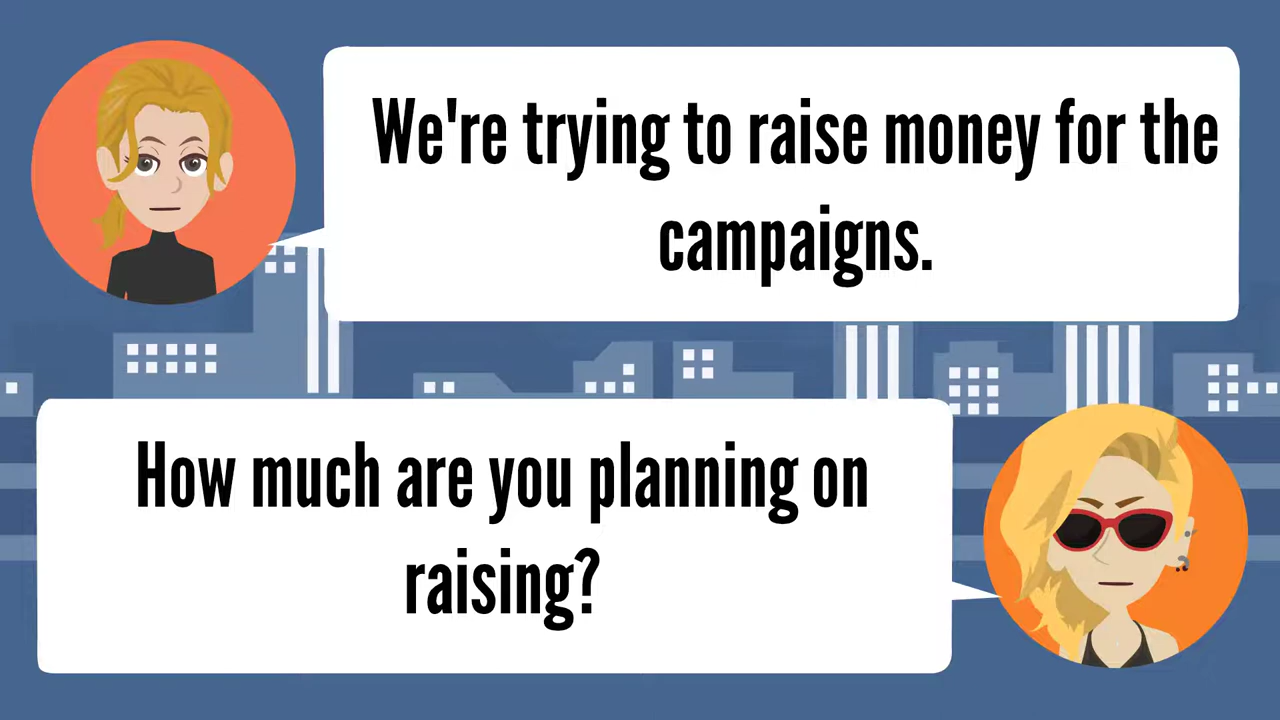 We're trying to raise money for the
campaigns.
How much are you planning on
raising?